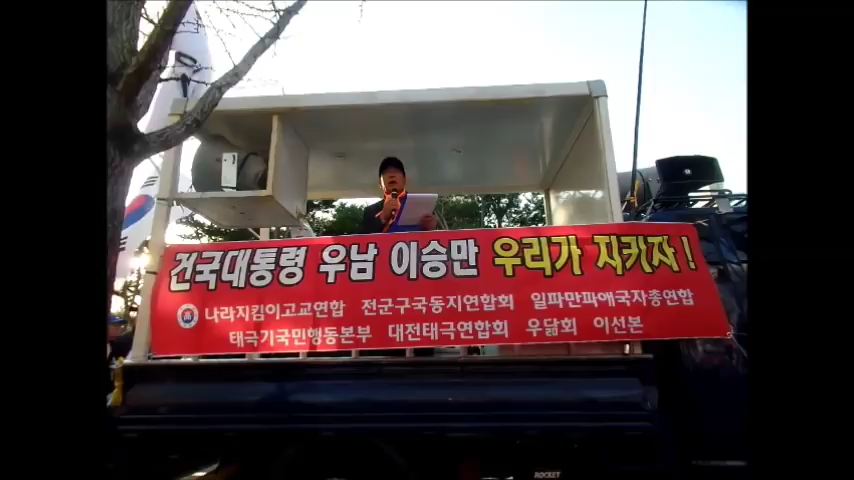 건국대통령 우남 이승만 우리가 지키자!
나라지킴이고교연합 전군구국동지연합회 일파만파애국자총연합
태극기국민행동본부 대전태극연합회 우닮회 이선본
ROCKET